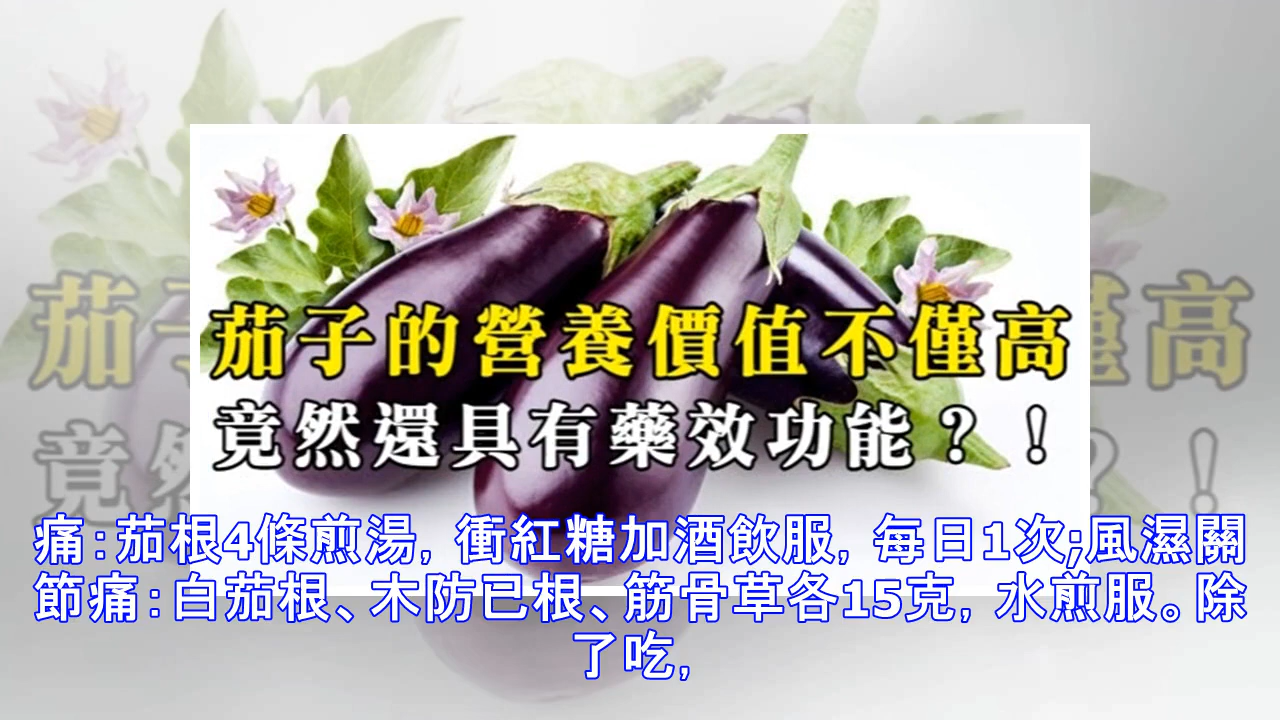 茄子的營養價值不僅高
竟然還具有藥效功能？！
痛：茄根4條煎湯，衝紅糖加酒飲服，每日1次;風濕關
節痛：白茄根、木防已根、筋骨草各15克，水煎服。除
了吃，